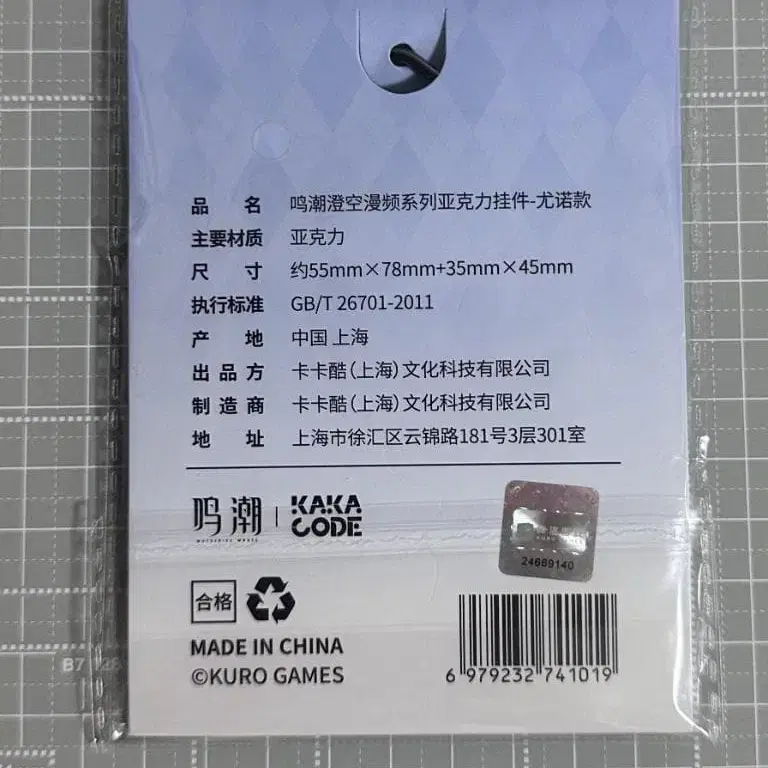 品 名 鸣潮澄空漫频系列亚克力挂件-尤诺款
主要材质 亚克力
尺 寸 约55mm×78mm+35mm×45mm
执行标准 GB/T 26701-2011
产 地 中国 上海
出品方 卡卡酷(上海)文化科技有限公司
制造商 卡卡酷(上海)文化科技有限公司
地 址 上海市徐汇区云锦路181号3层301室
鸣潮 KAKA
WUTHERING WAVES CODE
KURO
24669140
合格
MADE IN CHINA
©KURO GAMES
6 979232 741019
B7